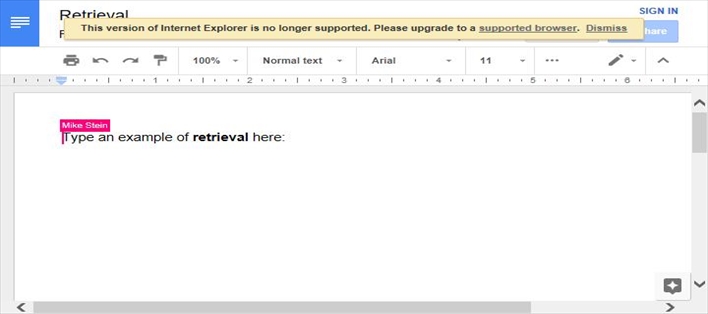 Retrieval
SIGN IN
This version of Internet Explorer is no longer supported. Please upgrade to a supported browser. Dismiss
F
hare
100% Normal text Arial 11
1 2 3 4 5 6
Mike Stein
Type an example of retrieval here: